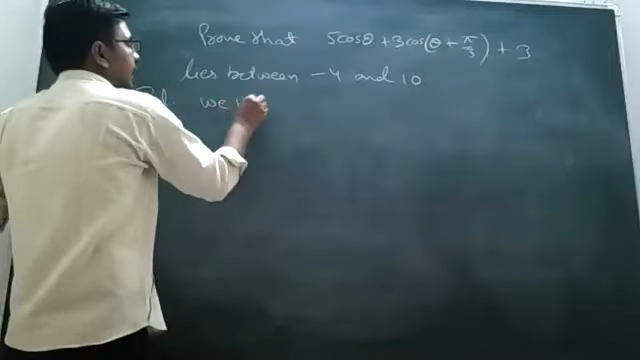 Prove that 5cosθ + 3cos(θ + π/3) + 3
lies between -4 and 10
we